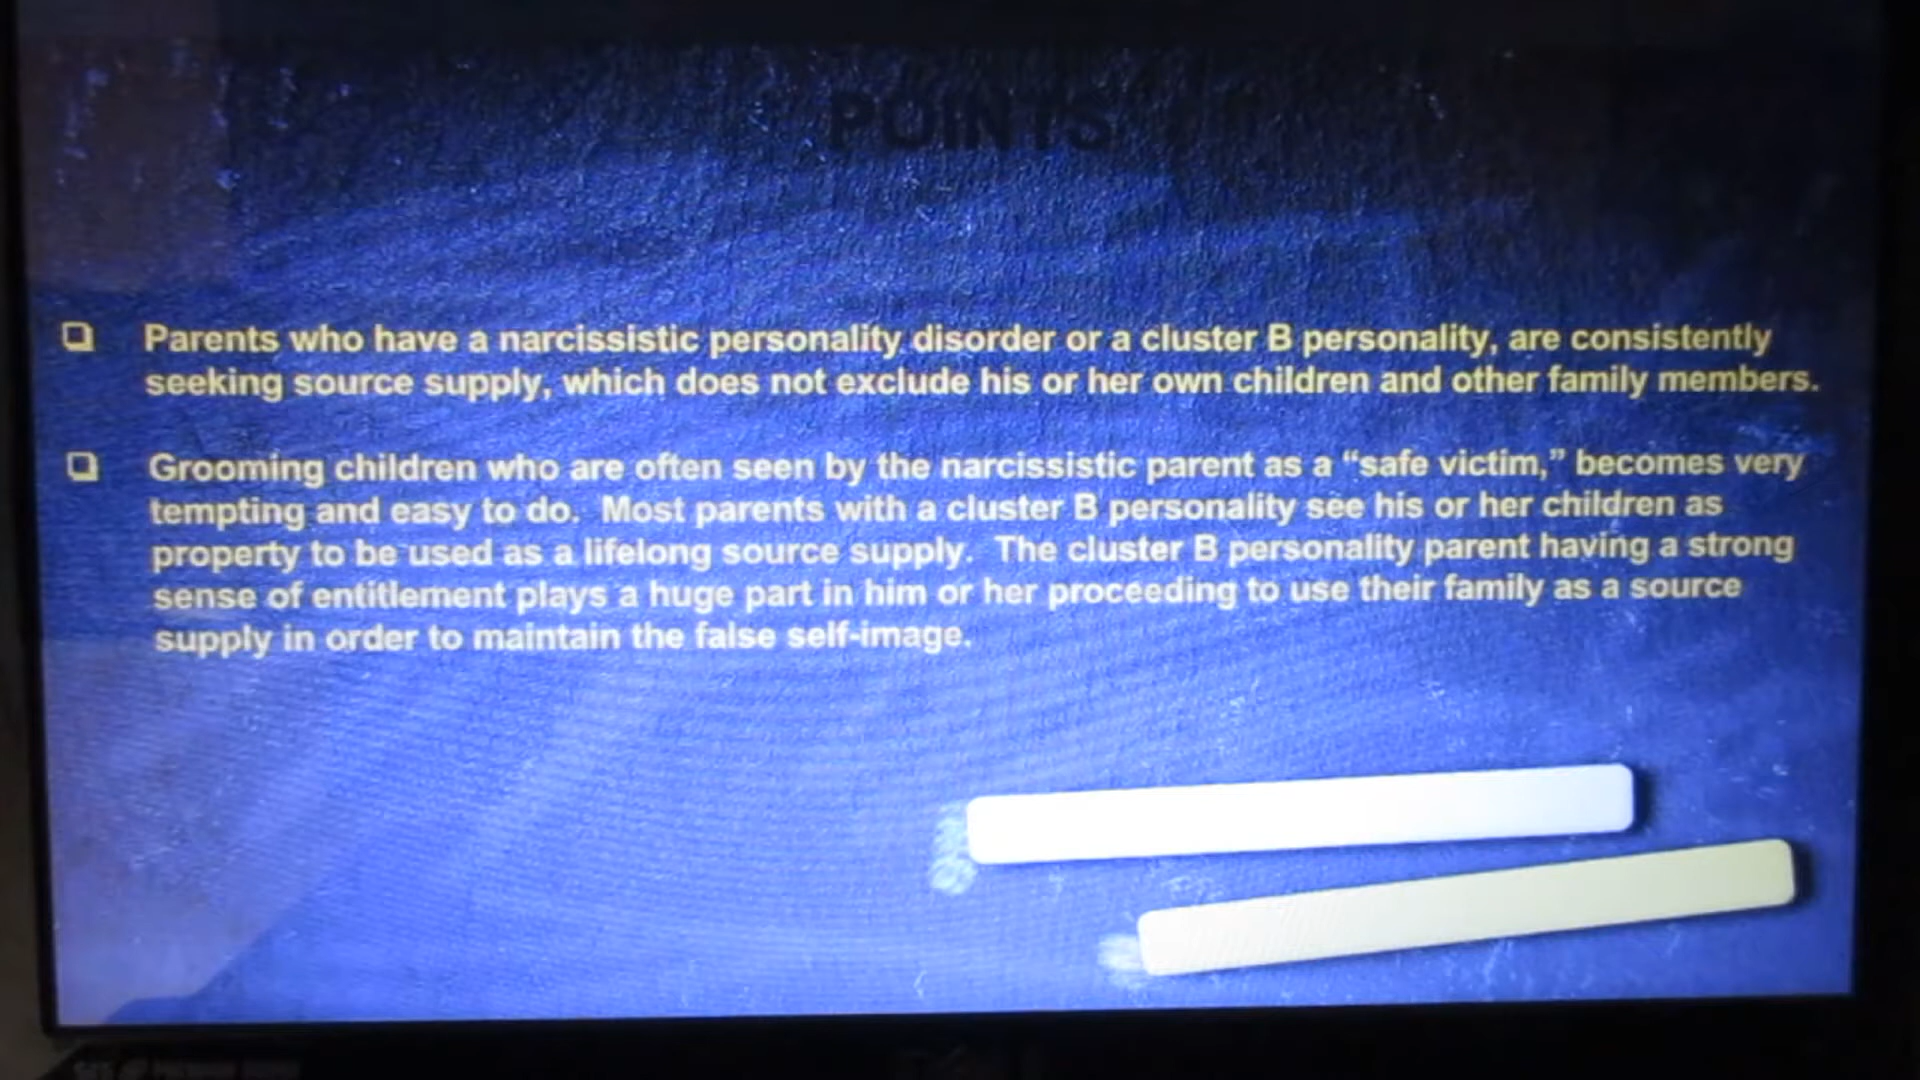 POINTS
❑ Parents who have a narcissistic personality disorder or a cluster B personality, are consistently
seeking source supply, which does not exclude his or her own children and other family members.
❑ Grooming children who are often seen by the narcissistic parent as a “safe victim,” becomes very
tempting and easy to do.  Most parents with a cluster B personality see his or her children as
property to be used as a lifelong source supply.  The cluster B personality parent having a strong
sense of entitlement plays a huge part in him or her proceeding to use their family as a source
supply in order to maintain the false self-image.